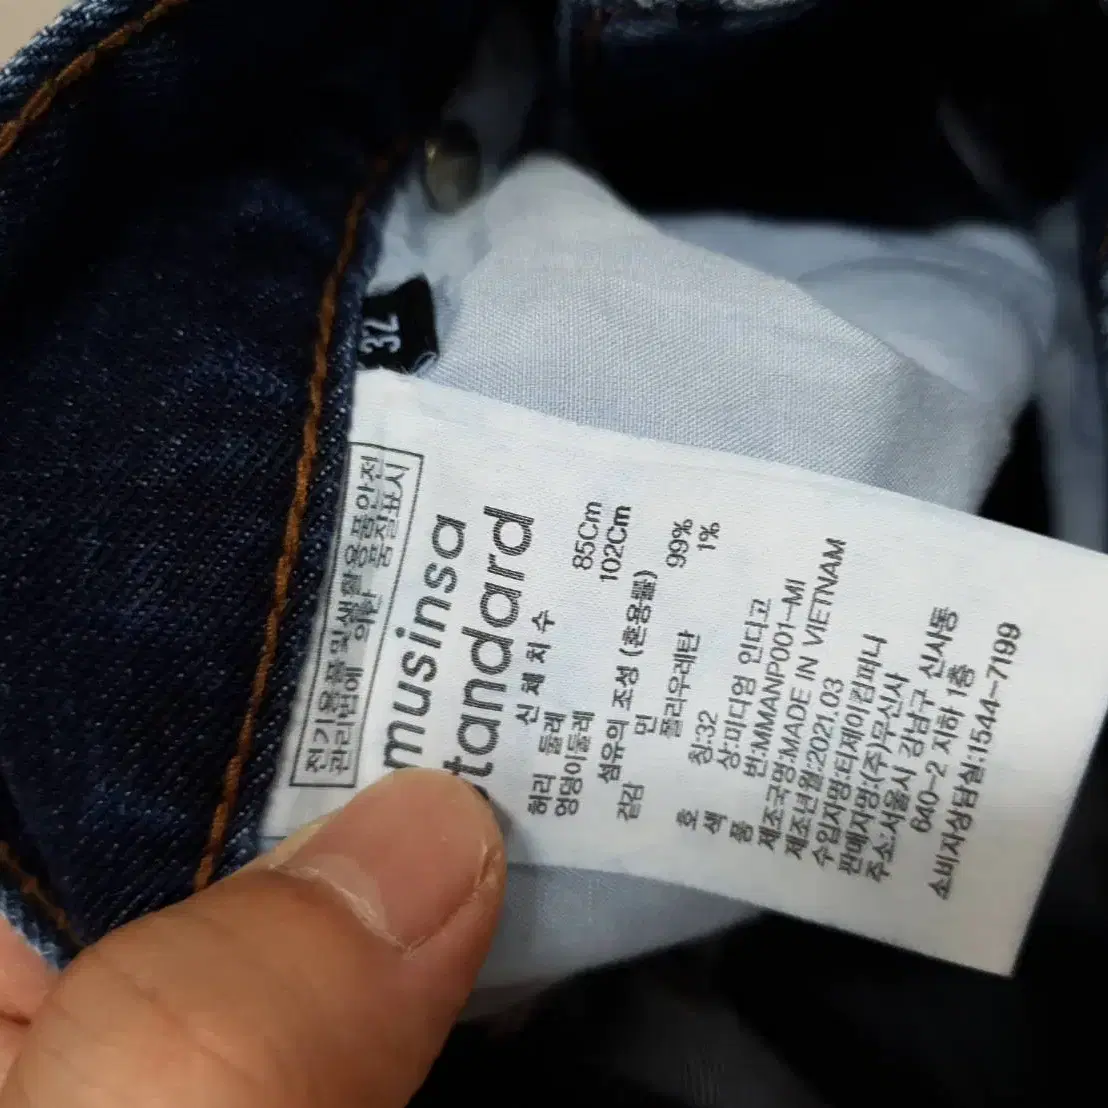 32
전기용품및생활용품안전
관리법에 의한 품질표시
musinsa
standard
신 체 치 수
허리 둘레 85Cm
엉덩이둘레 102Cm
섬유의 조성 (혼용률)
겉감 면 99%
폴리우레탄 1%
호 칭:32
색 상:미디엄 인디고
품 번:MMANP001-MI
제조국명:MADE IN VIETNAM
제조년월:2021.03
수입자명:티제이컴퍼니
판매자명:(주)무신사
주소:서울시 강남구 신사동
640-2 지하 1층
소비자상담실:1544-7199